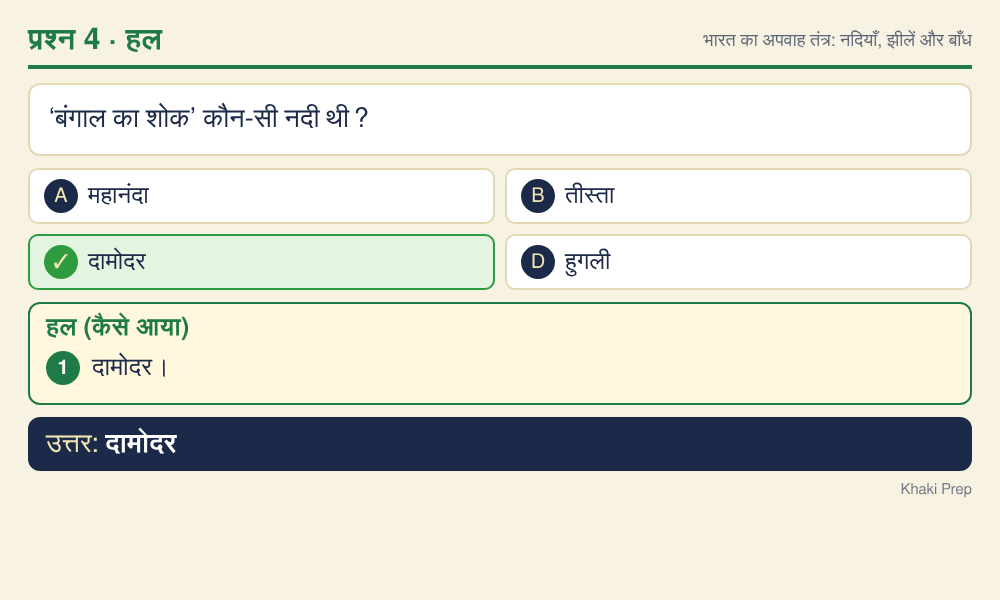 प्रश्न 4 · हल
भारत का अपवाह तंत्र: नदियाँ, झीलें और बाँध
‘बंगाल का शोक’ कौन-सी नदी थी ?
A महानंदा
B तीस्ता
✓ दामोदर
D हुगली
हल (कैसे आया)
1 दामोदर ।
उत्तर: दामोदर
Khaki Prep